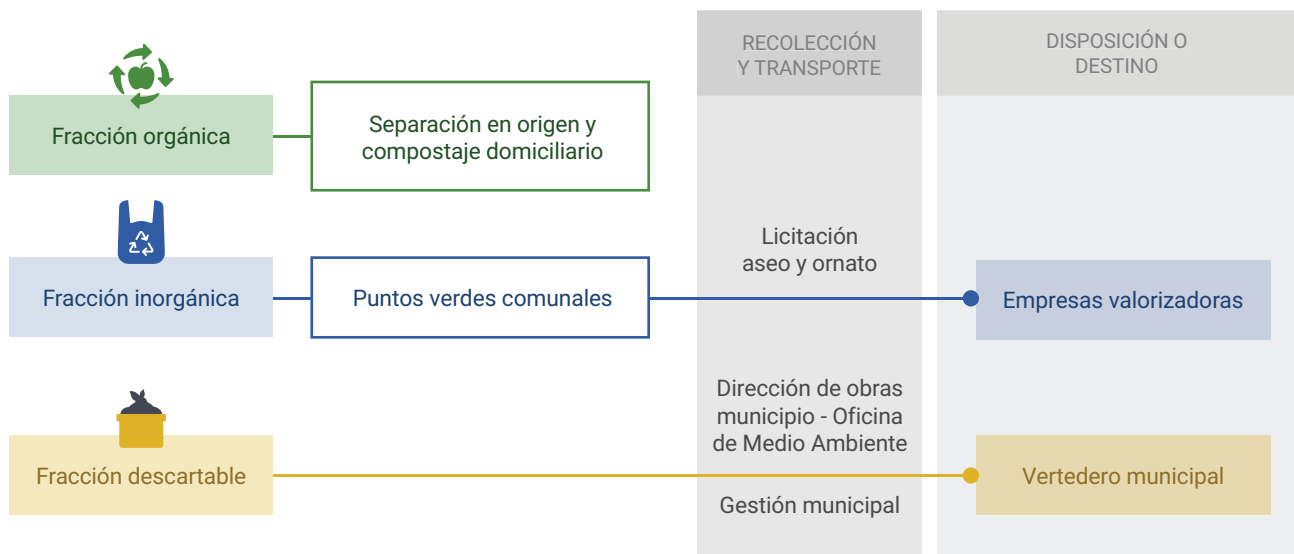 RECOLECCIÓN
Y TRANSPORTE
DISPOSICIÓN O
DESTINO
Fracción orgánica
Separación en origen y
compostaje domiciliario
Licitación
aseo y ornato
Fracción inorgánica
Puntos verdes comunales
Empresas valorizadoras
Dirección de obras
municipio - Oficina
de Medio Ambiente
Fracción descartable
Vertedero municipal
Gestión municipal